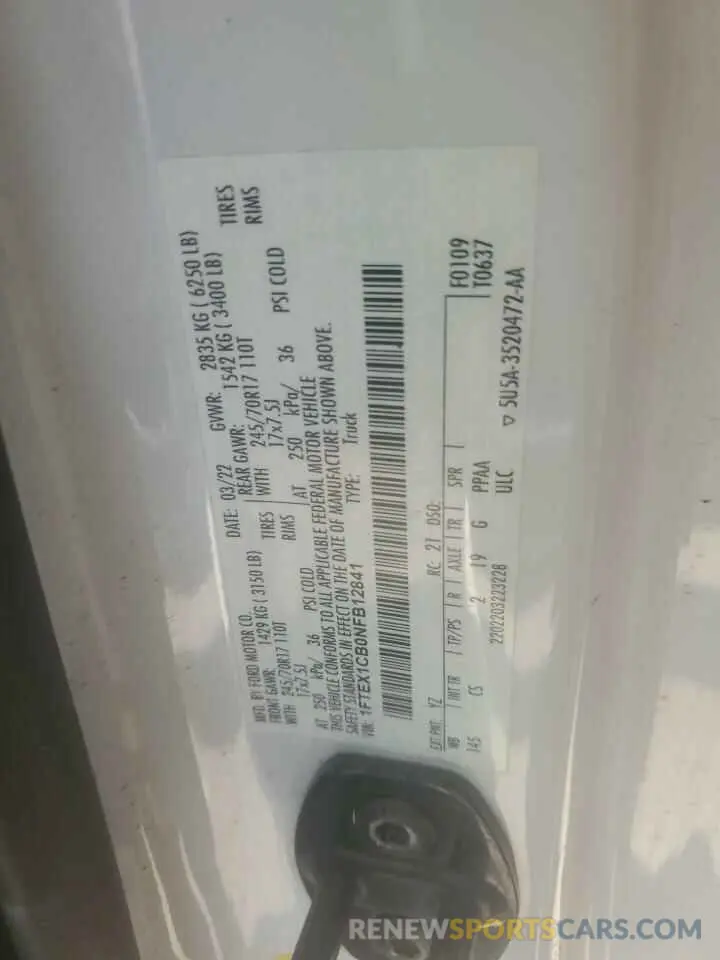 MFD. BY FORD MOTOR CO.
DATE: 03/22 GVWR: 2835 KG ( 6250 LB)
FRONT GAWR: 1429 KG ( 3150 LB) REAR GAWR: 1542 KG ( 3400 LB)
WITH 245/70R17 110T TIRES WITH 245/70R17 110T TIRES
17x7.5J RIMS 17x7.5J RIMS
AT 250 kPa/ 36 PSI COLD AT 250 kPa/ 36 PSI COLD
THIS VEHICLE CONFORMS TO ALL APPLICABLE FEDERAL MOTOR VEHICLE
SAFETY STANDARDS IN EFFECT ON THE DATE OF MANUFACTURE SHOWN ABOVE.
VIN: 1FTEX1CB0NFB12841 TYPE: Truck
EXT PNT: YZ RC: 21 DSO: F0109
WB INT TR TP/PS R AXLE TR SPR T0637
145 CS 2 19 G PPAA
2202203223228 ULC ▽ 5U5A-3520472-AA
RENEWSPORTSCARS.COM